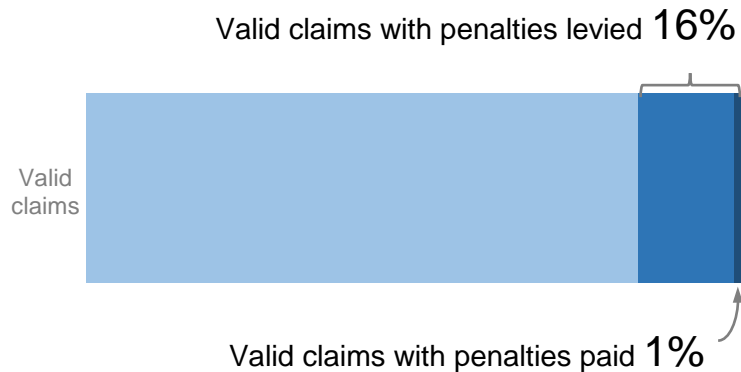 Valid claims with penalties levied 16%
Valid
claims
Valid claims with penalties paid 1%